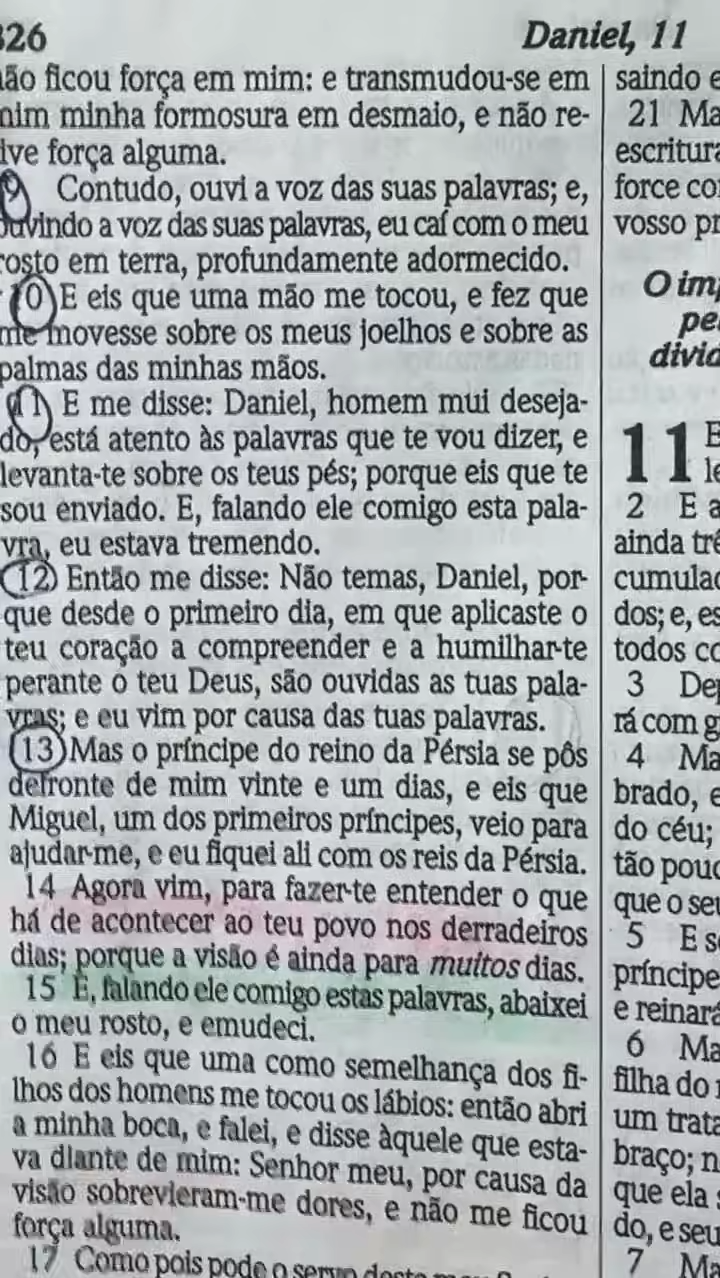 326
Daniel, 11
não ficou força em mim: e transmudou-se em
mim minha formosura em desmaio, e não re-
tive força alguma.
9 Contudo, ouvi a voz das suas palavras; e,
ouvindo a voz das suas palavras, eu caí com o meu
rosto em terra, profundamente adormecido.
10 E eis que uma mão me tocou, e fez que
me movesse sobre os meus joelhos e sobre as
palmas das minhas mãos.
11 E me disse: Daniel, homem mui deseja-
do, está atento às palavras que te vou dizer, e
levanta-te sobre os teus pés; porque eis que te
sou enviado. E, falando ele comigo esta pala-
vra, eu estava tremendo.
12 Então me disse: Não temas, Daniel, por-
que desde o primeiro dia, em que aplicaste o
teu coração a compreender e a humilhar-te
perante o teu Deus, são ouvidas as tuas pala-
vras; e eu vim por causa das tuas palavras.
13 Mas o príncipe do reino da Pérsia se pôs
defronte de mim vinte e um dias, e eis que
Miguel, um dos primeiros príncipes, veio para
ajudar-me, e eu fiquei ali com os reis da Pérsia.
14 Agora vim, para fazer-te entender o que
há de acontecer ao teu povo nos derradeiros
dias; porque a visão é ainda para muitos dias.
15 E, falando ele comigo estas palavras, abaixei
o meu rosto, e emudeci.
16 E eis que uma como semelhança dos fi-
lhos dos homens me tocou os lábios: então abri
a minha boca, e falei, e disse àquele que esta-
va diante de mim: Senhor meu, por causa da
visão sobrevieram-me dores, e não me ficou
força alguma.
17 Como pois pode o servo deste meu
saindo e
21 Ma
escritura
force co
vosso pr
O im
pe
divid
11 E
le
2 E a
ainda trê
cumulad
dos; e, es
todos co
3 De
rá com g
4 Ma
brado, e
do céu;
tão pouc
que o seu
5 E s
príncipe
e reinará
6 Ma
filha do
um trata
braço; n
que ela
do, e seu
7 Ma